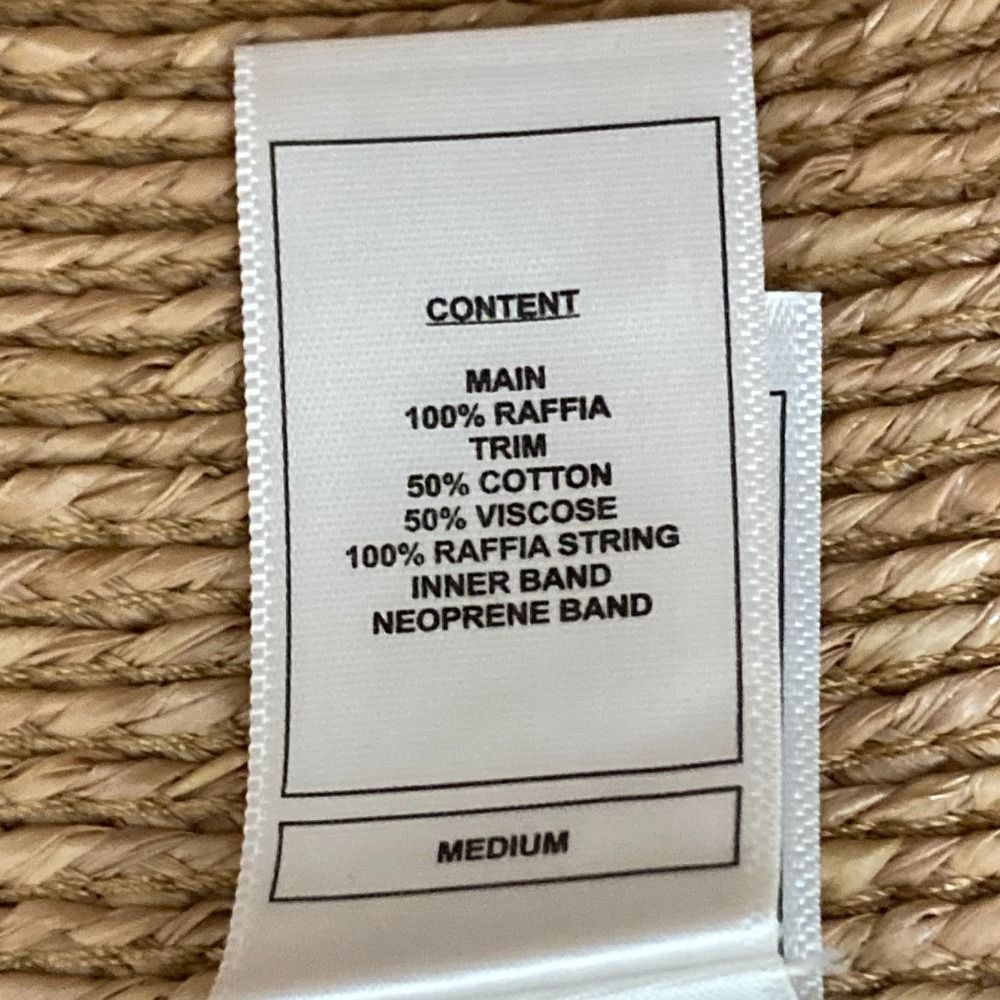 CONTENT
MAIN
100% RAFFIA
TRIM
50% COTTON
50% VISCOSE
100% RAFFIA STRING
INNER BAND
NEOPRENE BAND
MEDIUM